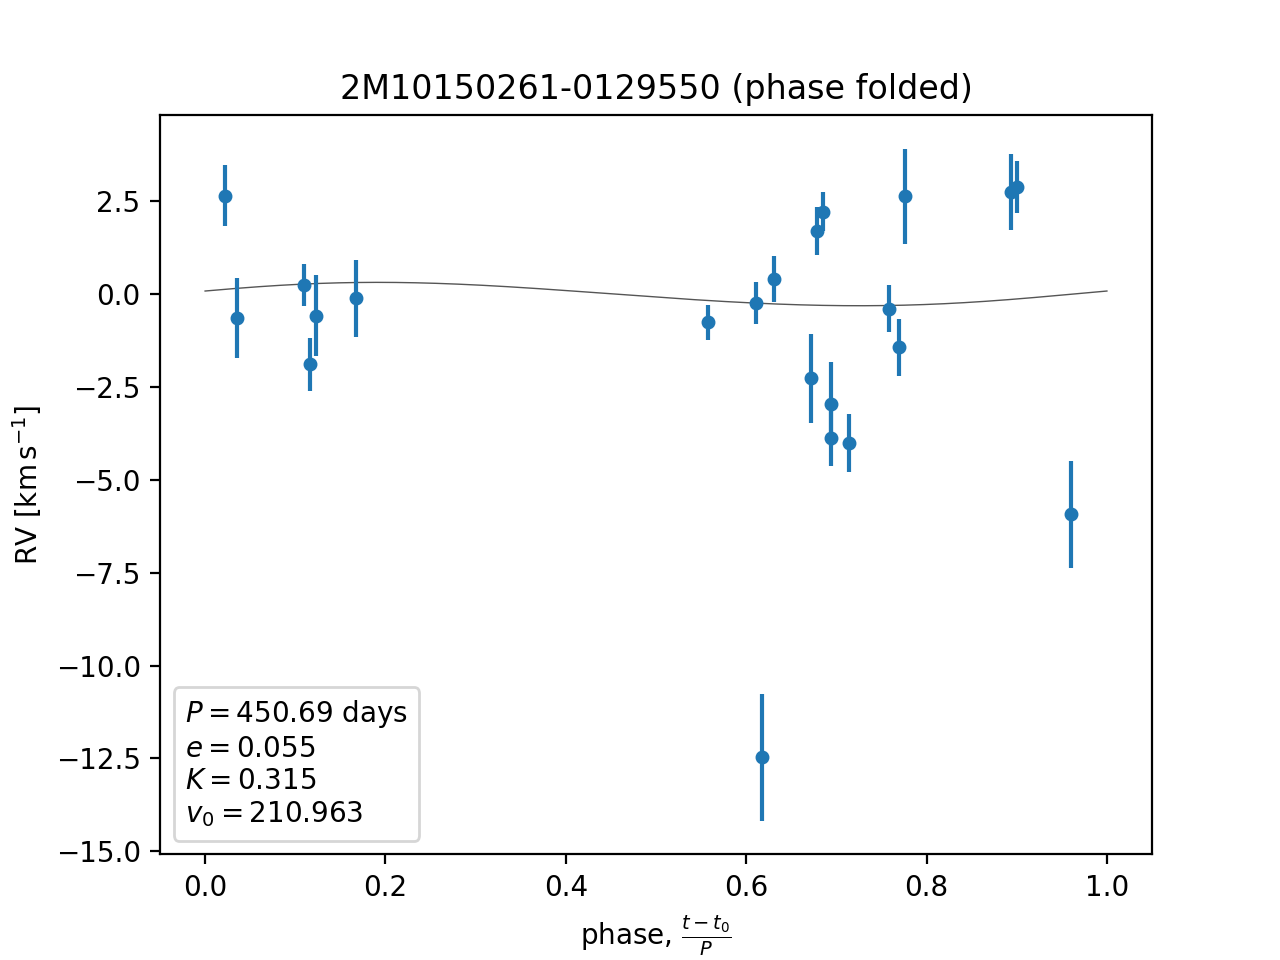 2M10150261-0129550 (phase folded)
2.5
0.0
−2.5
−5.0
−7.5
−10.0
−12.5
−15.0
RV [km s⁻¹]
P = 450.69 days
e = 0.055
K = 0.315
v₀ = 210.963
0.0 0.2 0.4 0.6 0.8 1.0
phase, (t − t₀)/P